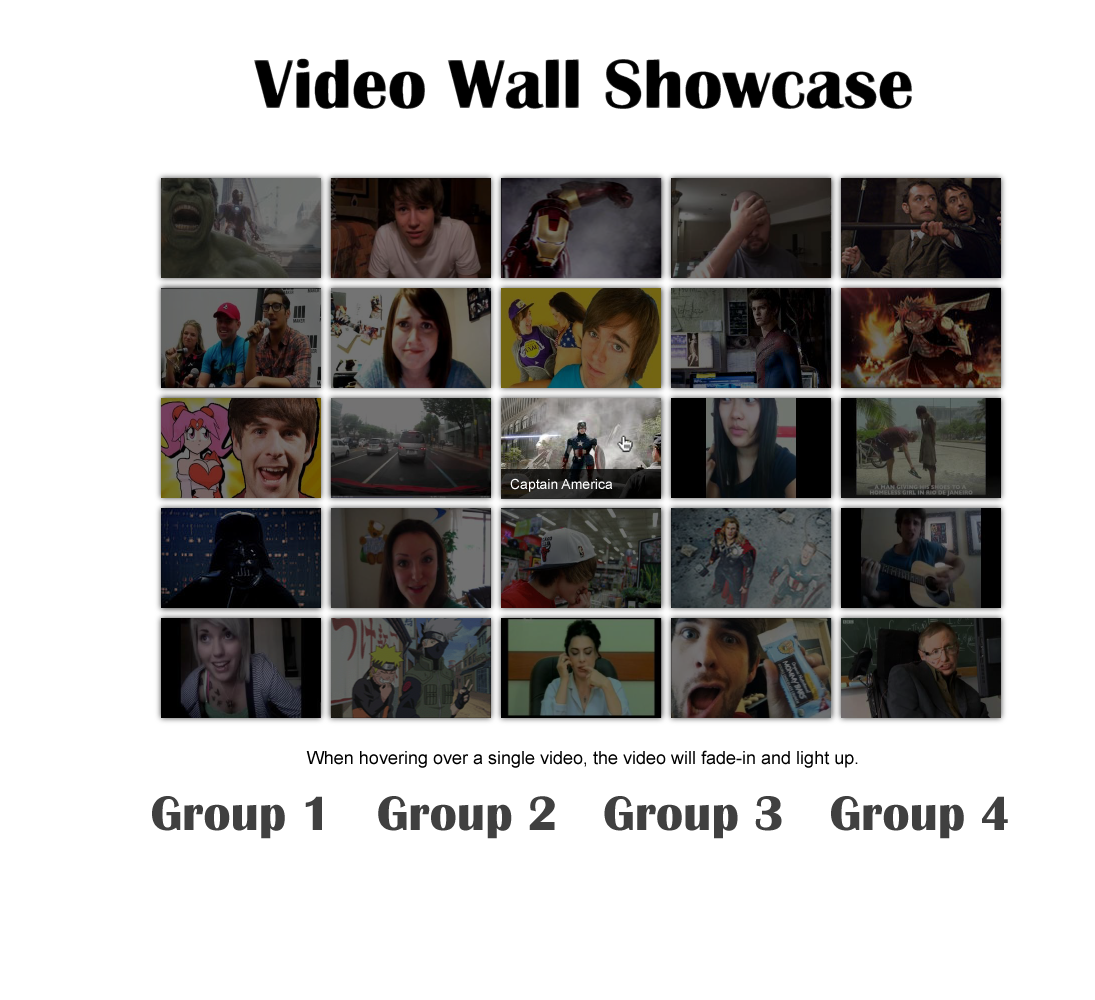 Video Wall Showcase
Captain America
A MAN GIVING HIS SHOES TO A
HOMELESS GIRL IN RIO DE JANEIRO
When hovering over a single video, the video will fade-in and light up.
Group 1 Group 2 Group 3 Group 4